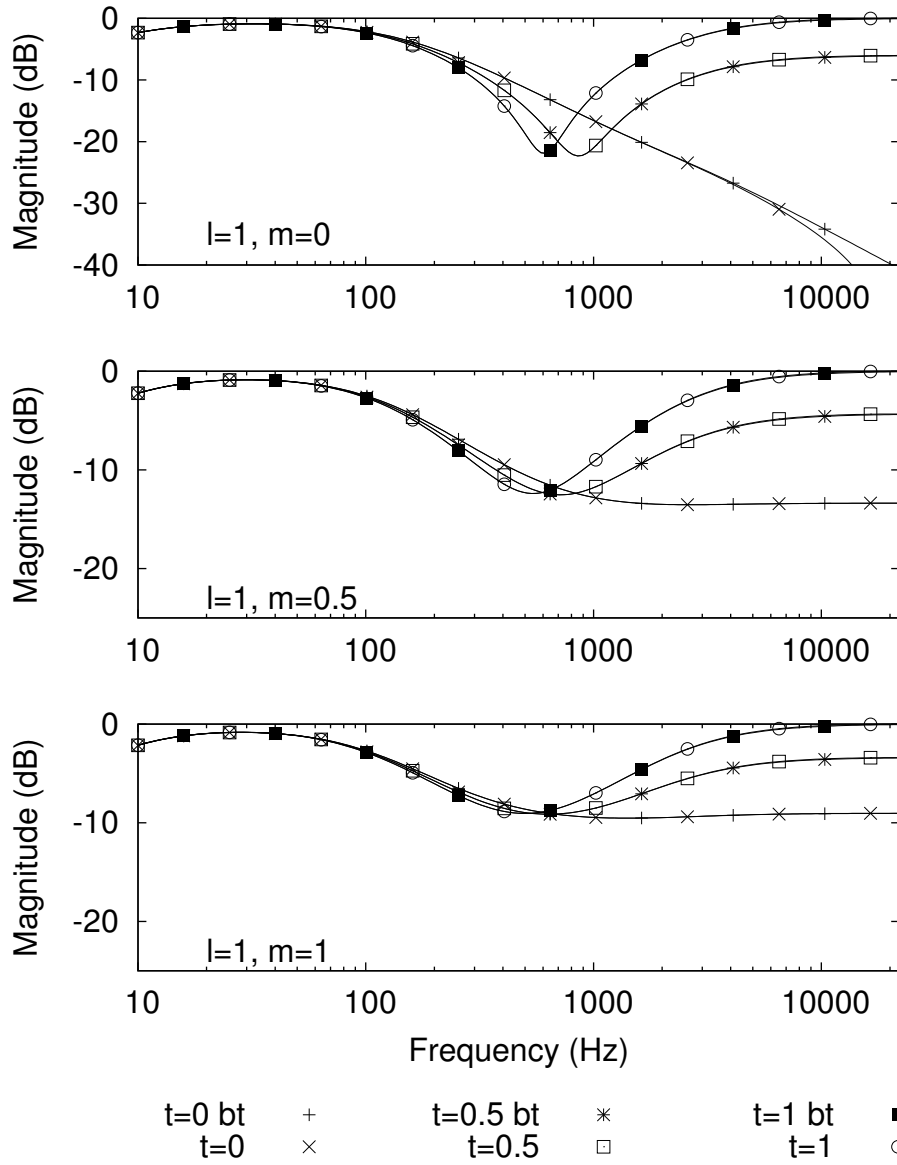 0
-10
-20
-30
-40
Magnitude (dB)
l=1, m=0
10 100 1000 10000
0
-10
-20
Magnitude (dB)
l=1, m=0.5
10 100 1000 10000
0
-10
-20
Magnitude (dB)
l=1, m=1
10 100 1000 10000
Frequency (Hz)
t=0 bt t=0.5 bt t=1 bt
t=0 t=0.5 t=1